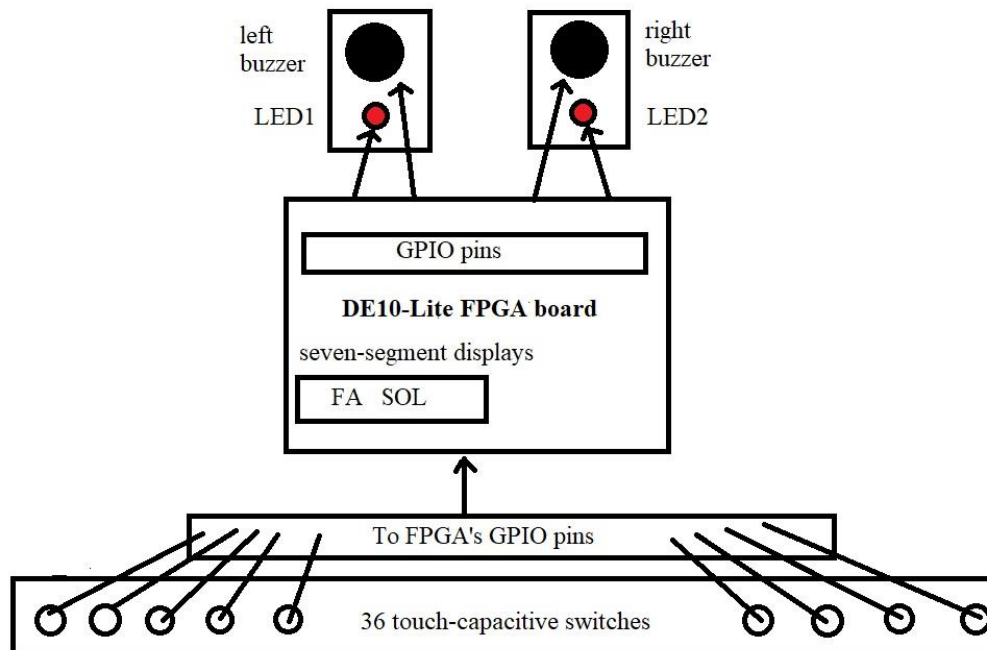 left
buzzer
LED1
right
buzzer
LED2
GPIO pins
DE10-Lite FPGA board
seven-segment displays
FA SOL
To FPGA's GPIO pins
36 touch-capacitive switches